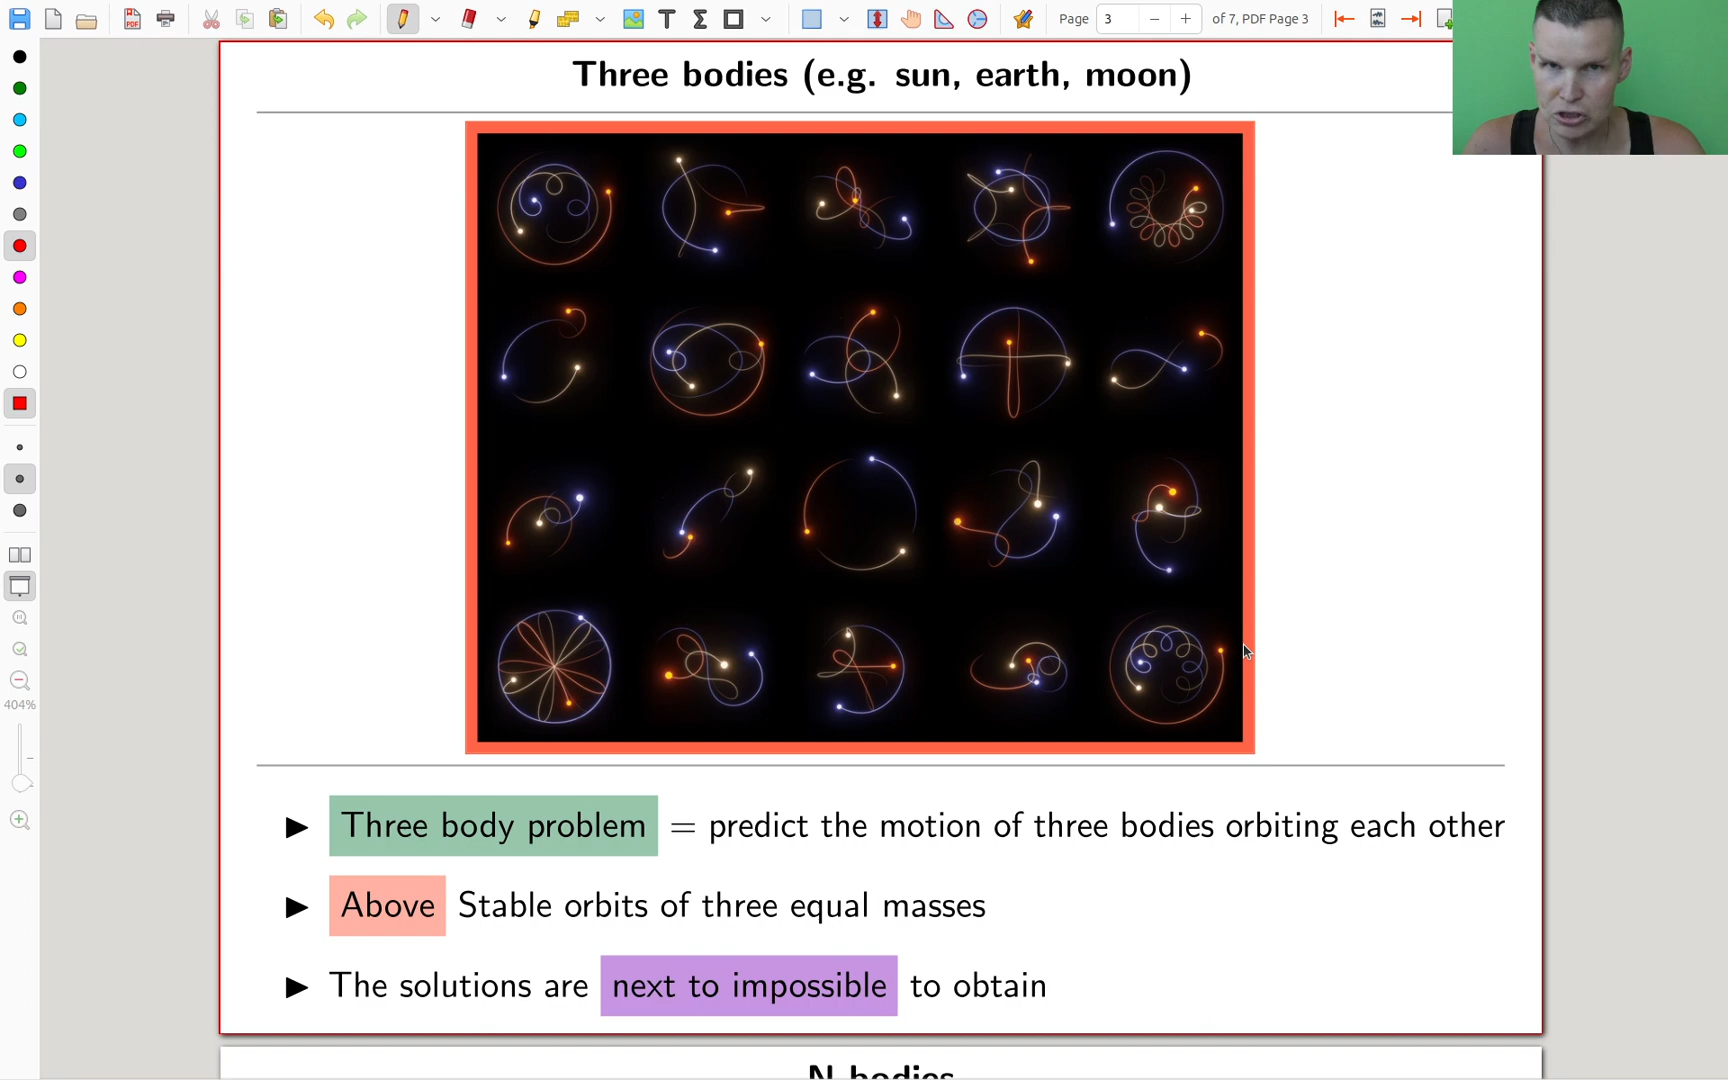 Page 3 of 7, PDF Page 3
Three bodies (e.g. sun, earth, moon)
404%
► Three body problem = predict the motion of three bodies orbiting each other
► Above Stable orbits of three equal masses
► The solutions are next to impossible to obtain
N bodies